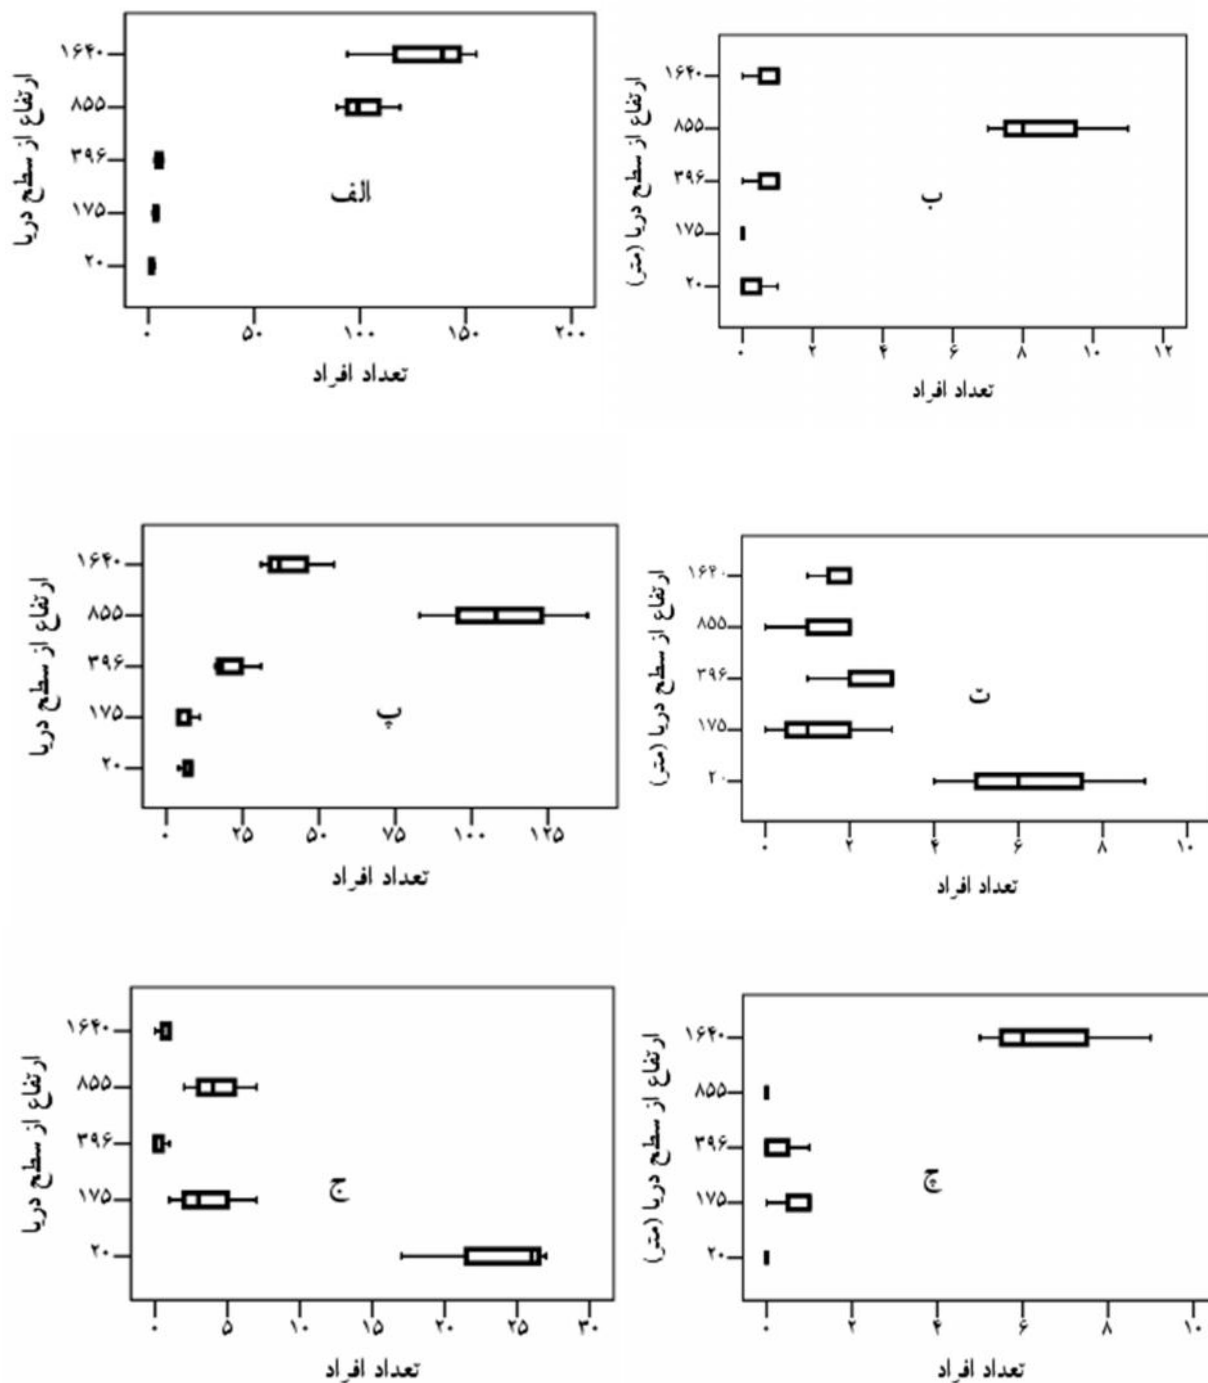 ارتفاع از سطح دریا
۱۶۴۰
۸۵۵
۳۹۶
۱۷۵
۲۰
الف
۰ ۵۰ ۱۰۰ ۱۵۰ ۲۰۰
تعداد افراد
ارتفاع از سطح دریا (متر)
۱۶۴۰
۸۵۵
۳۹۶
۱۷۵
۲۰
ب
۰ ۲ ۴ ۶ ۸ ۱۰ ۱۲
تعداد افراد
ارتفاع از سطح دریا
۱۶۴۰
۸۵۵
۳۹۶
۱۷۵
۲۰
پ
۰ ۲۵ ۵۰ ۷۵ ۱۰۰ ۱۲۵
تعداد افراد
ارتفاع از سطح دریا (متر)
۱۶۴۰
۸۵۵
۳۹۶
۱۷۵
۲۰
ت
۰ ۲ ۴ ۶ ۸ ۱۰
تعداد افراد
ارتفاع از سطح دریا
۱۶۴۰
۸۵۵
۳۹۶
۱۷۵
۲۰
ج
۰ ۵ ۱۰ ۱۵ ۲۰ ۲۵ ۳۰
تعداد افراد
ارتفاع از سطح دریا (متر)
۱۶۴۰
۸۵۵
۳۹۶
۱۷۵
۲۰
چ
۰ ۲ ۴ ۶ ۸ ۱۰
تعداد افراد